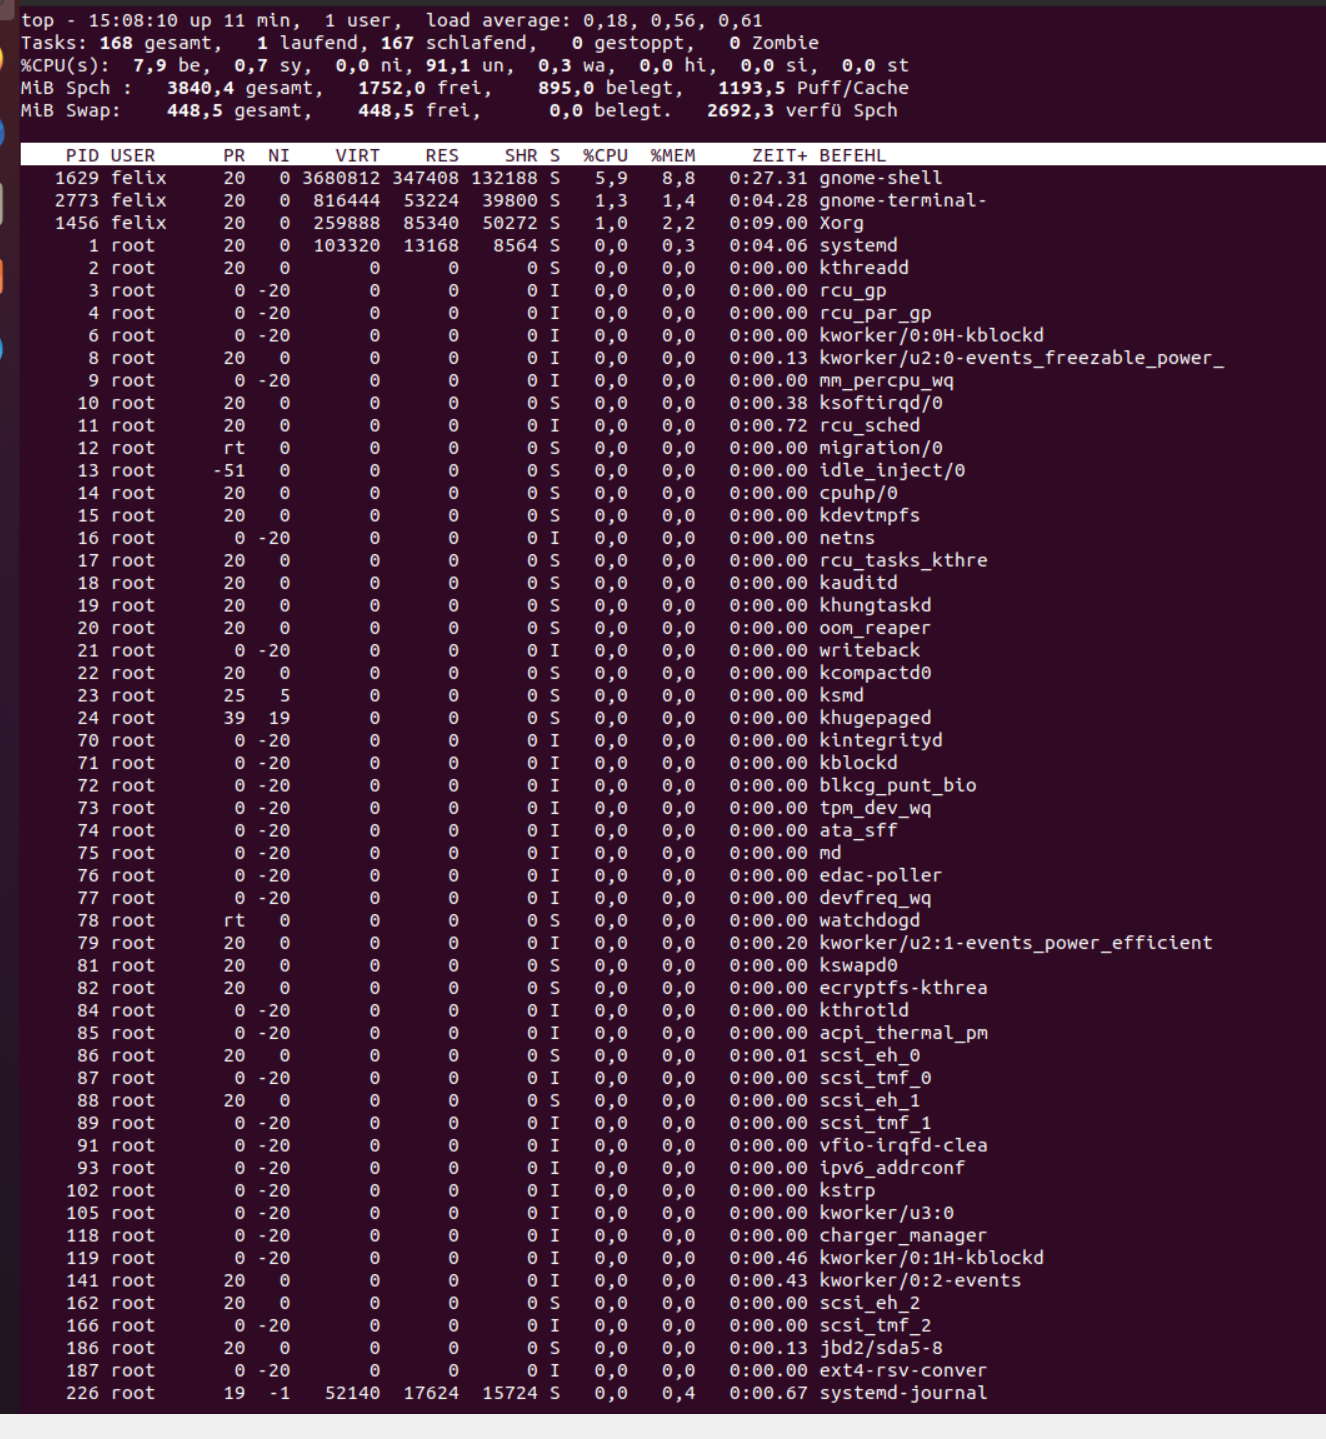 top - 15:08:10 up 11 min,  1 user,  load average: 0,18, 0,56, 0,61
Tasks: 168 gesamt,   1 laufend, 167 schlafend,   0 gestoppt,   0 Zombie
%CPU(s):  7,9 be,  0,7 sy,  0,0 ni, 91,1 un,  0,3 wa,  0,0 hi,  0,0 si,  0,0 st
MiB Spch :   3840,4 gesamt,   1752,0 frei,    895,0 belegt,   1193,5 Puff/Cache
MiB Swap:    448,5 gesamt,    448,5 frei,      0,0 belegt.   2692,3 verfü Spch
PID USER      PR  NI    VIRT    RES    SHR S  %CPU  %MEM     ZEIT+ BEFEHL
1629 felix     20   0 3680812 347408 132188 S   5,9   8,8   0:27.31 gnome-shell
2773 felix     20   0  816444  53224  39800 S   1,3   1,4   0:04.28 gnome-terminal-
1456 felix     20   0  259888  85340  50272 S   1,0   2,2   0:09.00 Xorg
1 root      20   0  103320  13168   8564 S   0,0   0,3   0:04.06 systemd
2 root      20   0       0      0      0 S   0,0   0,0   0:00.00 kthreadd
3 root       0 -20       0      0      0 I   0,0   0,0   0:00.00 rcu_gp
4 root       0 -20       0      0      0 I   0,0   0,0   0:00.00 rcu_par_gp
6 root       0 -20       0      0      0 I   0,0   0,0   0:00.00 kworker/0:0H-kblockd
8 root      20   0       0      0      0 I   0,0   0,0   0:00.13 kworker/u2:0-events_freezable_power_
9 root       0 -20       0      0      0 I   0,0   0,0   0:00.00 mm_percpu_wq
10 root      20   0       0      0      0 S   0,0   0,0   0:00.38 ksoftirqd/0
11 root      20   0       0      0      0 I   0,0   0,0   0:00.72 rcu_sched
12 root      rt   0       0      0      0 S   0,0   0,0   0:00.00 migration/0
13 root     -51   0       0      0      0 S   0,0   0,0   0:00.00 idle_inject/0
14 root      20   0       0      0      0 S   0,0   0,0   0:00.00 cpuhp/0
15 root      20   0       0      0      0 S   0,0   0,0   0:00.00 kdevtmpfs
16 root       0 -20       0      0      0 I   0,0   0,0   0:00.00 netns
17 root      20   0       0      0      0 S   0,0   0,0   0:00.00 rcu_tasks_kthre
18 root      20   0       0      0      0 S   0,0   0,0   0:00.00 kauditd
19 root      20   0       0      0      0 S   0,0   0,0   0:00.00 khungtaskd
20 root      20   0       0      0      0 S   0,0   0,0   0:00.00 oom_reaper
21 root       0 -20       0      0      0 I   0,0   0,0   0:00.00 writeback
22 root      20   0       0      0      0 S   0,0   0,0   0:00.00 kcompactd0
23 root      25   5       0      0      0 S   0,0   0,0   0:00.00 ksmd
24 root      39  19       0      0      0 S   0,0   0,0   0:00.00 khugepaged
70 root       0 -20       0      0      0 I   0,0   0,0   0:00.00 kintegrityd
71 root       0 -20       0      0      0 I   0,0   0,0   0:00.00 kblockd
72 root       0 -20       0      0      0 I   0,0   0,0   0:00.00 blkcg_punt_bio
73 root       0 -20       0      0      0 I   0,0   0,0   0:00.00 tpm_dev_wq
74 root       0 -20       0      0      0 I   0,0   0,0   0:00.00 ata_sff
75 root       0 -20       0      0      0 I   0,0   0,0   0:00.00 md
76 root       0 -20       0      0      0 I   0,0   0,0   0:00.00 edac-poller
77 root       0 -20       0      0      0 I   0,0   0,0   0:00.00 devfreq_wq
78 root      rt   0       0      0      0 S   0,0   0,0   0:00.00 watchdogd
79 root      20   0       0      0      0 I   0,0   0,0   0:00.20 kworker/u2:1-events_power_efficient
81 root      20   0       0      0      0 S   0,0   0,0   0:00.00 kswapd0
82 root      20   0       0      0      0 S   0,0   0,0   0:00.00 ecryptfs-kthrea
84 root       0 -20       0      0      0 I   0,0   0,0   0:00.00 kthrotld
85 root       0 -20       0      0      0 I   0,0   0,0   0:00.00 acpi_thermal_pm
86 root      20   0       0      0      0 S   0,0   0,0   0:00.01 scsi_eh_0
87 root       0 -20       0      0      0 I   0,0   0,0   0:00.00 scsi_tmf_0
88 root      20   0       0      0      0 S   0,0   0,0   0:00.00 scsi_eh_1
89 root       0 -20       0      0      0 I   0,0   0,0   0:00.00 scsi_tmf_1
91 root       0 -20       0      0      0 I   0,0   0,0   0:00.00 vfio-irqfd-clea
93 root       0 -20       0      0      0 I   0,0   0,0   0:00.00 ipv6_addrconf
102 root       0 -20       0      0      0 I   0,0   0,0   0:00.00 kstrp
105 root       0 -20       0      0      0 I   0,0   0,0   0:00.00 kworker/u3:0
118 root       0 -20       0      0      0 I   0,0   0,0   0:00.00 charger_manager
119 root       0 -20       0      0      0 I   0,0   0,0   0:00.46 kworker/0:1H-kblockd
141 root      20   0       0      0      0 I   0,0   0,0   0:00.43 kworker/0:2-events
162 root      20   0       0      0      0 S   0,0   0,0   0:00.00 scsi_eh_2
166 root       0 -20       0      0      0 I   0,0   0,0   0:00.00 scsi_tmf_2
186 root      20   0       0      0      0 S   0,0   0,0   0:00.13 jbd2/sda5-8
187 root       0 -20       0      0      0 I   0,0   0,0   0:00.00 ext4-rsv-conver
226 root      19  -1   52140  17624  15724 S   0,0   0,4   0:00.67 systemd-journal